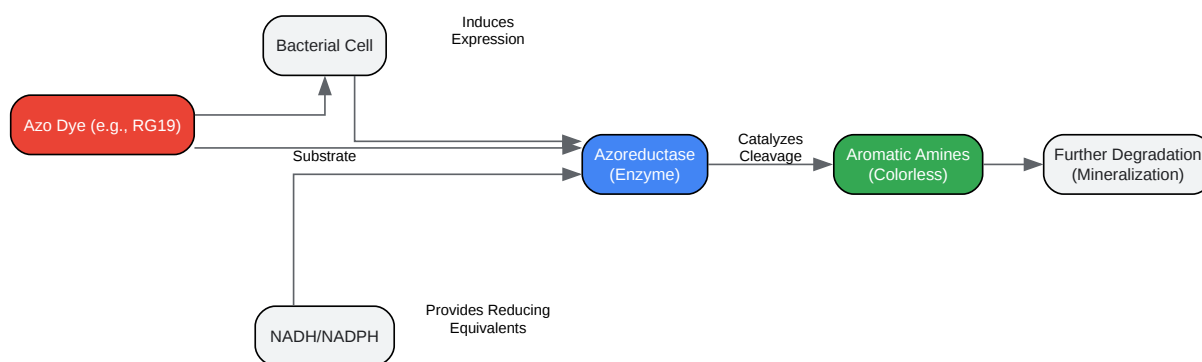 Induces
Expression
Bacterial Cell
Azo Dye (e.g., RG19)
Substrate
Azoreductase
(Enzyme)
Catalyzes
Cleavage
Aromatic Amines
(Colorless)
Further Degradation
(Mineralization)
Provides Reducing
Equivalents
NADH/NADPH